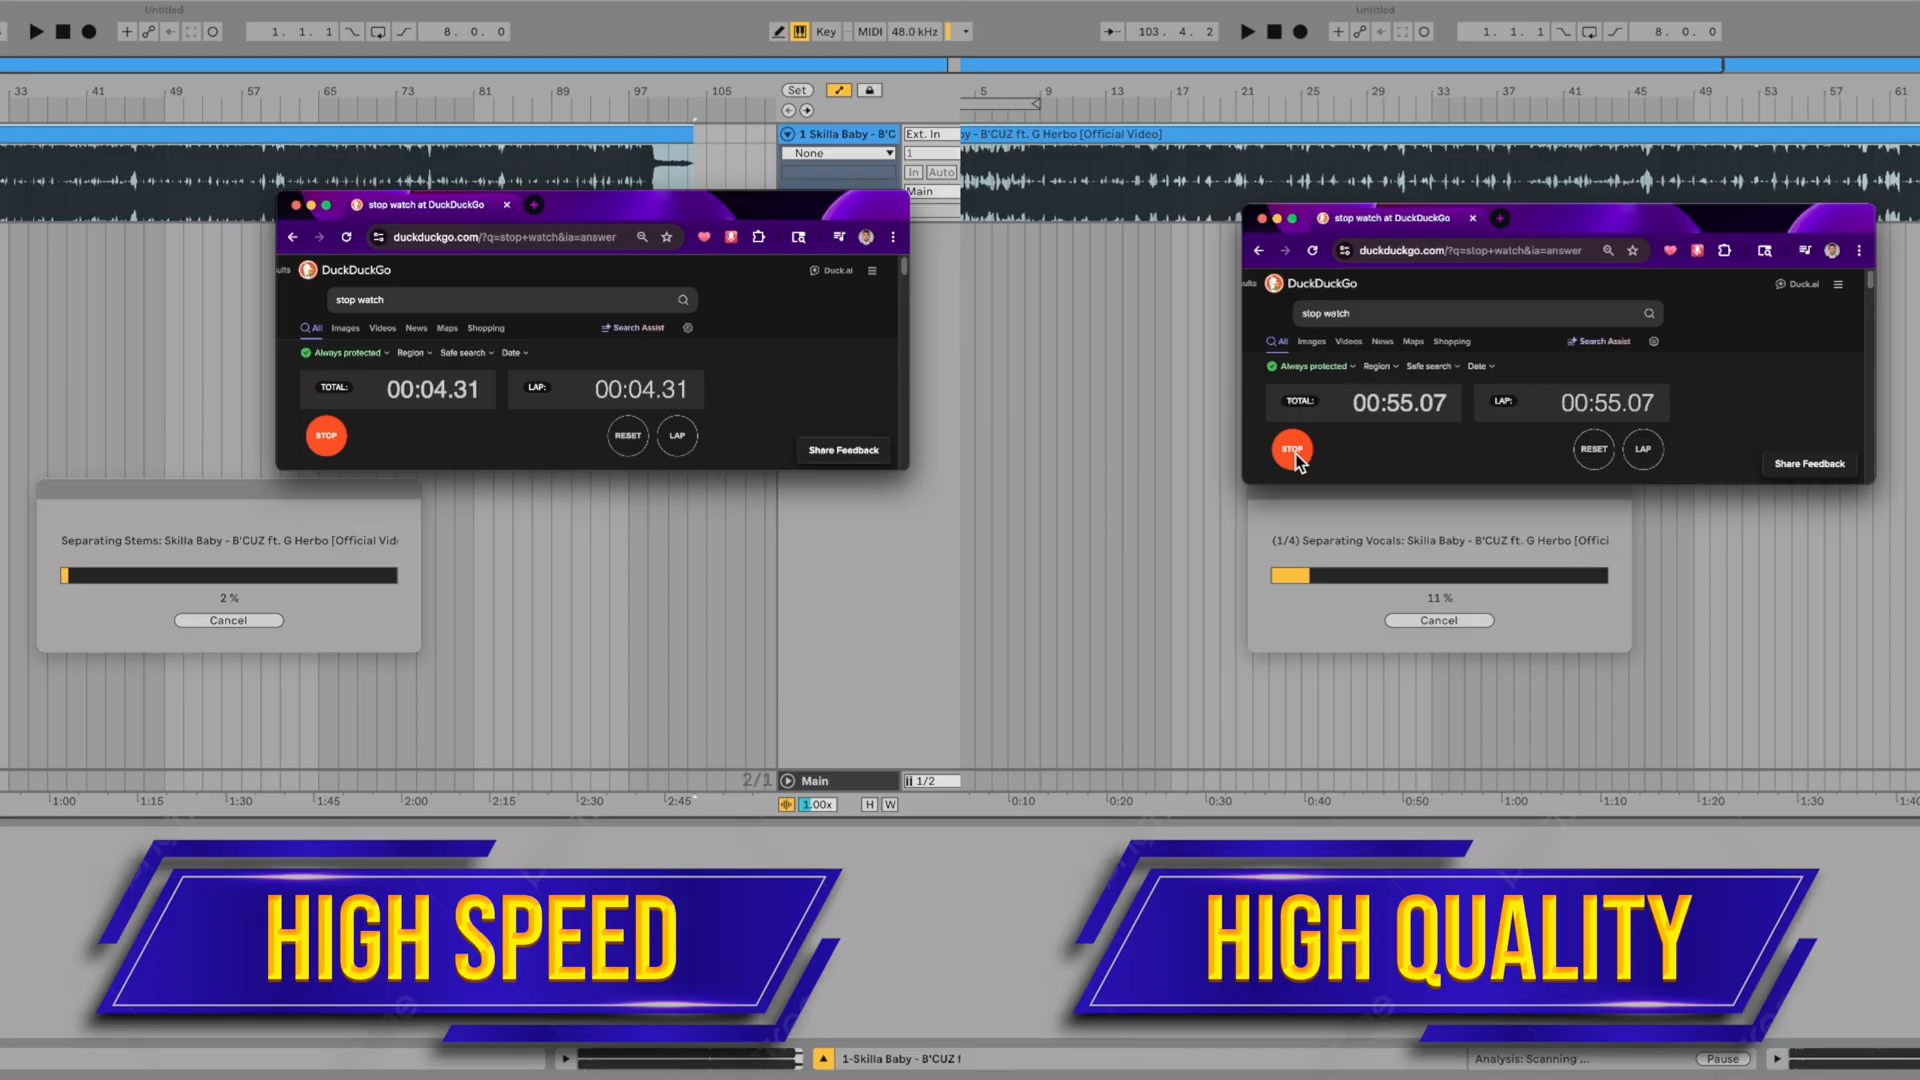 Untitled
1. 1. 1
8. 0. 0
Key
MIDI
48.0 kHz
33 41 49 57 65 73 81 89 97 105
Set
1 Skilla Baby - B'C
Ext. In
None
1
In
Auto
Main
stop watch at DuckDuckGo
duckduckgo.com/?q=stop+watch&ia=answer
ults
DuckDuckGo
Duck.ai
stop watch
All Images Videos News Maps Shopping
Search Assist
Always protected Region Safe search Date
TOTAL: 00:04.31
LAP: 00:04.31
STOP
RESET
LAP
Share Feedback
Separating Stems: Skilla Baby - B'CUZ ft. G Herbo [Official Vid
2 %
Cancel
2/1
Main
1/2
1:00 1:15 1:30 1:45 2:00 2:15 2:30 2:45
1.00x
H W
HIGH SPEED
Untitled
103. 4. 2
1. 1. 1
8. 0. 0
5 9 13 17 21 25 29 33 37 41 45 49 53 57 61
y - B'CUZ ft. G Herbo [Official Video]
stop watch at DuckDuckGo
duckduckgo.com/?q=stop+watch&ia=answer
ults
DuckDuckGo
Duck.ai
stop watch
All Images Videos News Maps Shopping
Search Assist
Always protected Region Safe search Date
TOTAL: 00:55.07
LAP: 00:55.07
STOP
RESET
LAP
Share Feedback
(1/4) Separating Vocals: Skilla Baby - B'CUZ ft. G Herbo [Offici
11 %
Cancel
0:10 0:20 0:30 0:40 0:50 1:00 1:10 1:20 1:30 1:40
HIGH QUALITY
1-Skilla Baby - B'CUZ f
Analysis: Scanning ...
Pause